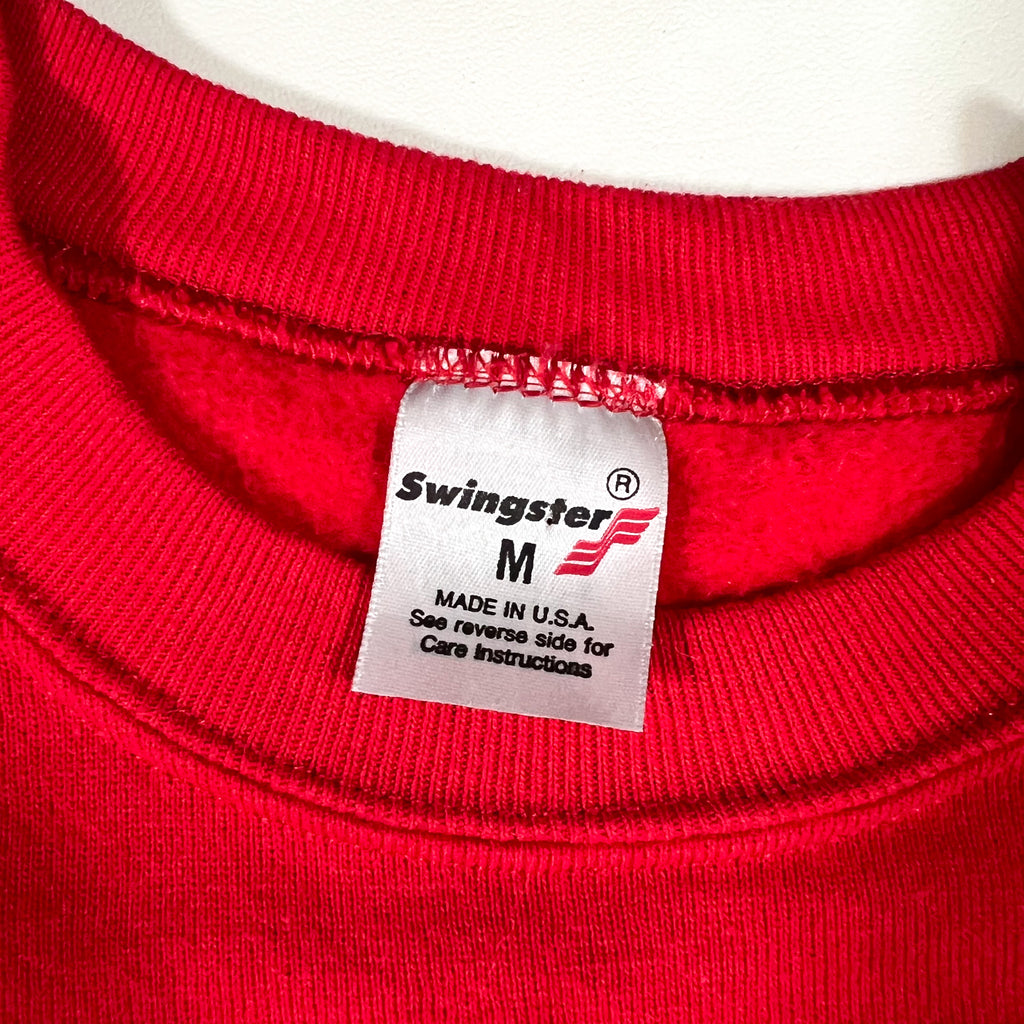 Swingster®
M
MADE IN U.S.A.
See reverse side for
Care Instructions